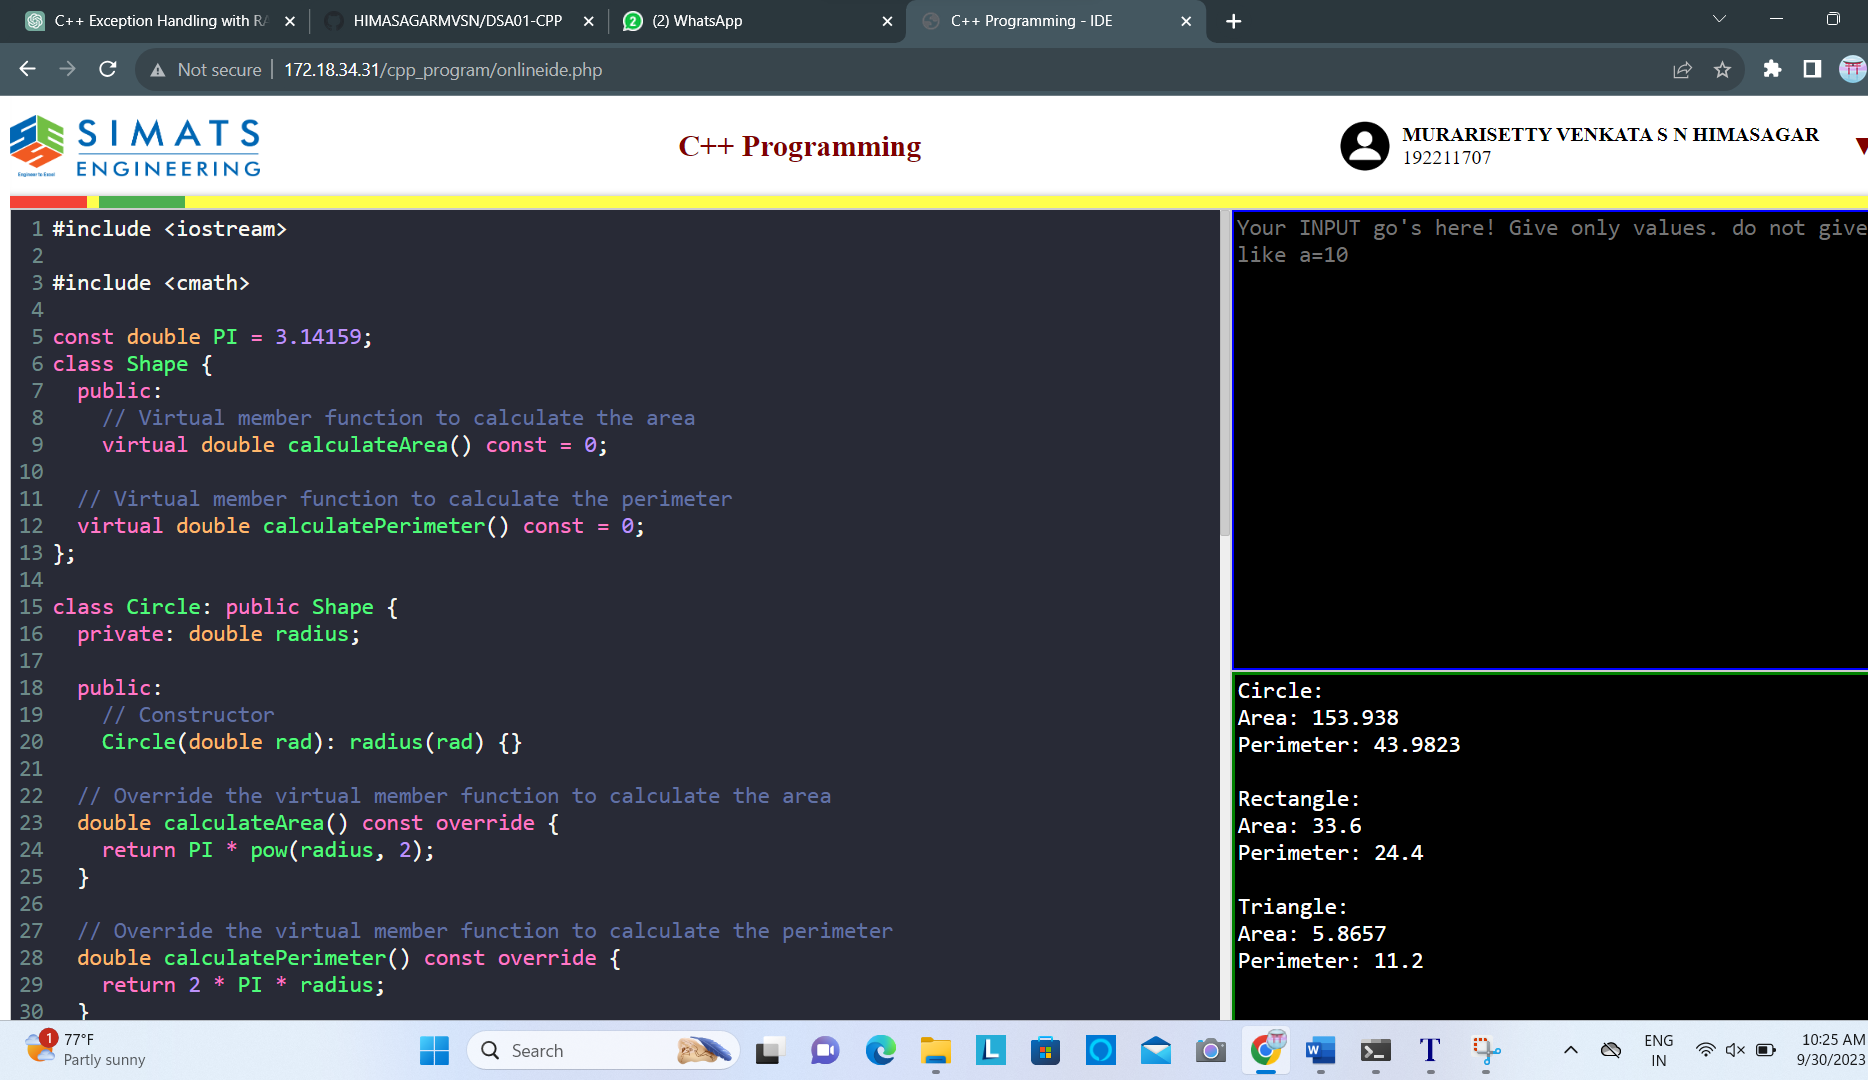 C++ Exception Handling with RA
HIMASAGARMVSN/DSA01-CPP
(2) WhatsApp
C++ Programming - IDE
Not secure | 172.18.34.31/cpp_program/onlineide.php
SIMATS
ENGINEERING
Engineer to Excel
C++ Programming
MURARISETTY VENKATA S N HIMASAGAR
192211707
1 #include <iostream>
2
3 #include <cmath>
4
5 const double PI = 3.14159;
6 class Shape {
7 public:
8 // Virtual member function to calculate the area
9 virtual double calculateArea() const = 0;
10
11 // Virtual member function to calculate the perimeter
12 virtual double calculatePerimeter() const = 0;
13 };
14
15 class Circle: public Shape {
16 private: double radius;
17
18 public:
19 // Constructor
20 Circle(double rad): radius(rad) {}
21
22 // Override the virtual member function to calculate the area
23 double calculateArea() const override {
24 return PI * pow(radius, 2);
25 }
26
27 // Override the virtual member function to calculate the perimeter
28 double calculatePerimeter() const override {
29 return 2 * PI * radius;
30 }
Your INPUT go's here! Give only values. do not give
like a=10
Circle:
Area: 153.938
Perimeter: 43.9823
Rectangle:
Area: 33.6
Perimeter: 24.4
Triangle:
Area: 5.8657
Perimeter: 11.2
1
77°F
Partly sunny
Search
ENG
IN
10:25 AM
9/30/2023